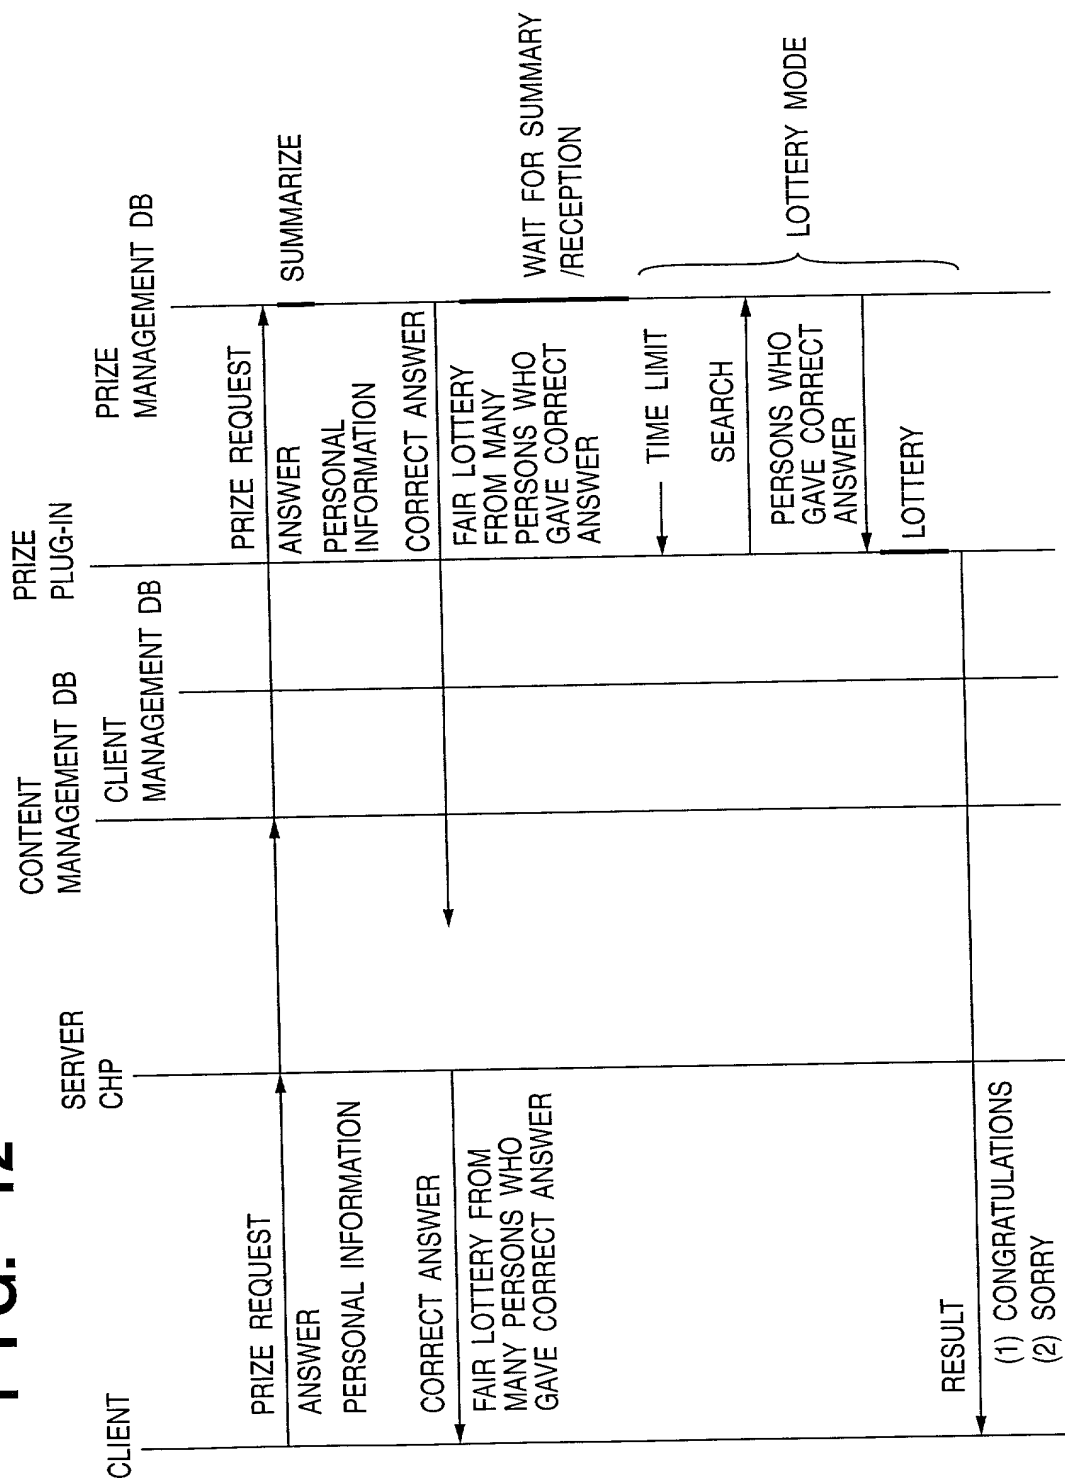 FIG. 12
CLIENT
SERVER
CHP
CONTENT
MANAGEMENT DB
CLIENT
MANAGEMENT DB
PRIZE
PLUG-IN
PRIZE
MANAGEMENT DB
PRIZE REQUEST
ANSWER
PERSONAL INFORMATION
PRIZE REQUEST
ANSWER
PERSONAL
INFORMATION
SUMMARIZE
CORRECT ANSWER
FAIR LOTTERY FROM
MANY PERSONS WHO
GAVE CORRECT ANSWER
CORRECT ANSWER
FAIR LOTTERY
FROM MANY
PERSONS WHO
GAVE CORRECT
ANSWER
WAIT FOR SUMMARY
/RECEPTION
TIME LIMIT
SEARCH
PERSONS WHO
GAVE CORRECT
ANSWER
LOTTERY
LOTTERY MODE
RESULT
(1) CONGRATULATIONS
(2) SORRY